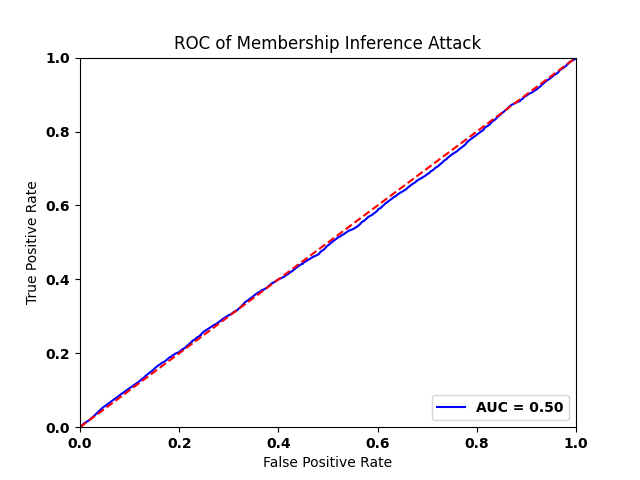 ROC of Membership Inference Attack
True Positive Rate
1.0
0.8
0.6
0.4
0.2
0.0
AUC = 0.50
0.0 0.2 0.4 0.6 0.8 1.0
False Positive Rate